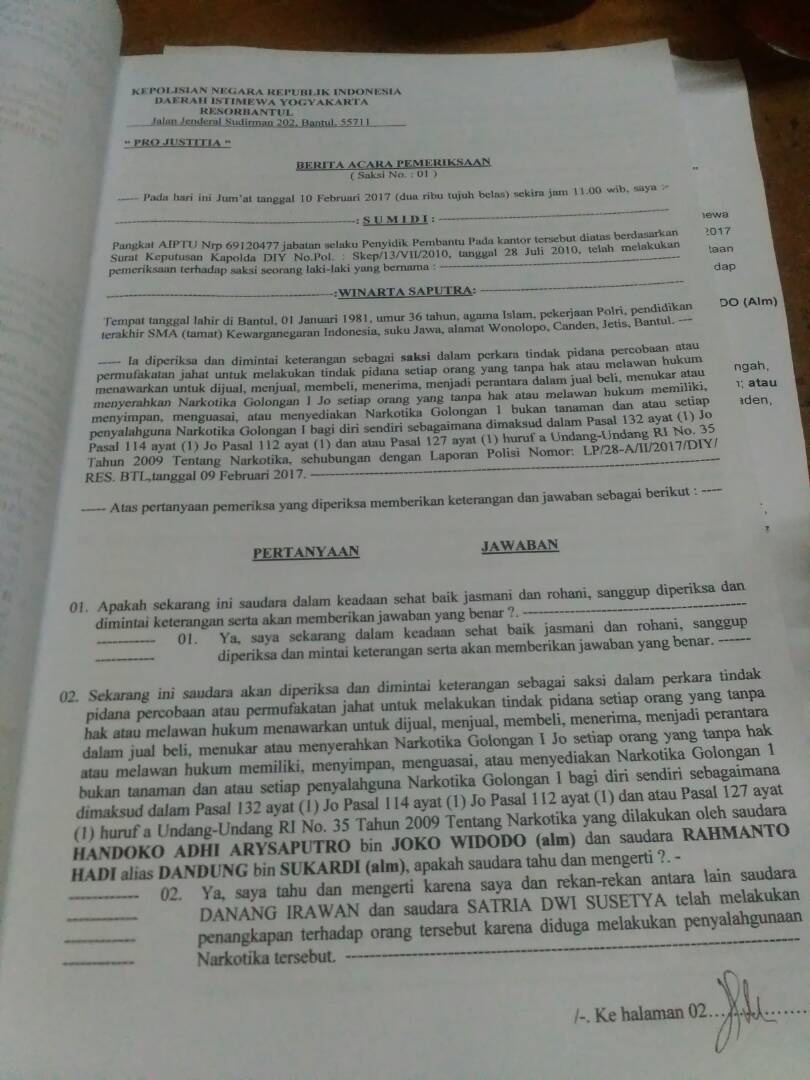 KEPOLISIAN NEGARA REPUBLIK INDONESIA
DAERAH ISTIMEWA YOGYAKARTA
RESORBANTUL
Jalan Jenderal Sudirman 202, Bantul, 55711
“ PRO JUSTITIA ”
BERITA ACARA PEMERIKSAAN
( Saksi No. : 01 )
----- Pada hari ini Jum'at tanggal 10 Februari 2017 (dua ribu tujuh belas) sekira jam 11.00 wib, saya :-
: S U M I D I :
Pangkat AIPTU Nrp 69120477 jabatan selaku Penyidik Pembantu Pada kantor tersebut diatas berdasarkan
Surat Keputusan Kapolda DIY No.Pol. : Skep/13/VII/2010, tanggal 28 Juli 2010, telah melakukan
pemeriksaan terhadap saksi seorang laki-laki yang bernama :
:WINARTA SAPUTRA:
Tempat tanggal lahir di Bantul, 01 Januari 1981, umur 36 tahun, agama Islam, pekerjaan Polri, pendidikan
terakhir SMA (tamat) Kewarganegaran Indonesia, suku Jawa, alamat Wonolopo, Canden, Jetis, Bantul. ---
----- Ia diperiksa dan dimintai keterangan sebagai saksi dalam perkara tindak pidana percobaan atau
permufakatan jahat untuk melakukan tindak pidana setiap orang yang tanpa hak atau melawan hukum
menawarkan untuk dijual, menjual, membeli, menerima, menjadi perantara dalam jual beli, menukar atau
menyerahkan Narkotika Golongan I Jo setiap orang yang tanpa hak atau melawan hukum memiliki,
menyimpan, menguasai, atau menyediakan Narkotika Golongan 1 bukan tanaman dan atau setiap
penyalahguna Narkotika Golongan I bagi diri sendiri sebagaimana dimaksud dalam Pasal 132 ayat (1) Jo
Pasal 114 ayat (1) Jo Pasal 112 ayat (1) dan atau Pasal 127 ayat (1) huruf a Undang-Undang RI No. 35
Tahun 2009 Tentang Narkotika, sehubungan dengan Laporan Polisi Nomor: LP/28-A/II/2017/DIY/
RES. BTL,tanggal 09 Februari 2017.
----- Atas pertanyaan pemeriksa yang diperiksa memberikan keterangan dan jawaban sebagai berikut : ----
PERTANYAAN JAWABAN
01. Apakah sekarang ini saudara dalam keadaan sehat baik jasmani dan rohani, sanggup diperiksa dan
dimintai keterangan serta akan memberikan jawaban yang benar ?.
01. Ya, saya sekarang dalam keadaan sehat baik jasmani dan rohani, sanggup
diperiksa dan mintai keterangan serta akan memberikan jawaban yang benar. ------
02. Sekarang ini saudara akan diperiksa dan dimintai keterangan sebagai saksi dalam perkara tindak
pidana percobaan atau permufakatan jahat untuk melakukan tindak pidana setiap orang yang tanpa
hak atau melawan hukum menawarkan untuk dijual, menjual, membeli, menerima, menjadi perantara
dalam jual beli, menukar atau menyerahkan Narkotika Golongan I Jo setiap orang yang tanpa hak
atau melawan hukum memiliki, menyimpan, menguasai, atau menyediakan Narkotika Golongan 1
bukan tanaman dan atau setiap penyalahguna Narkotika Golongan I bagi diri sendiri sebagaimana
dimaksud dalam Pasal 132 ayat (1) Jo Pasal 114 ayat (1) Jo Pasal 112 ayat (1) dan atau Pasal 127 ayat
(1) huruf a Undang-Undang RI No. 35 Tahun 2009 Tentang Narkotika yang dilakukan oleh saudara
HANDOKO ADHI ARYSAPUTRO bin JOKO WIDODO (alm) dan saudara RAHMANTO
HADI alias DANDUNG bin SUKARDI (alm), apakah saudara tahu dan mengerti ?. -
02. Ya, saya tahu dan mengerti karena saya dan rekan-rekan antara lain saudara
DANANG IRAWAN dan saudara SATRIA DWI SUSETYA telah melakukan
penangkapan terhadap orang tersebut karena diduga melakukan penyalahgunaan
Narkotika tersebut.
/-. Ke halaman 02...........
2017
taan
dap
DO (Alm)
ngah,
atau